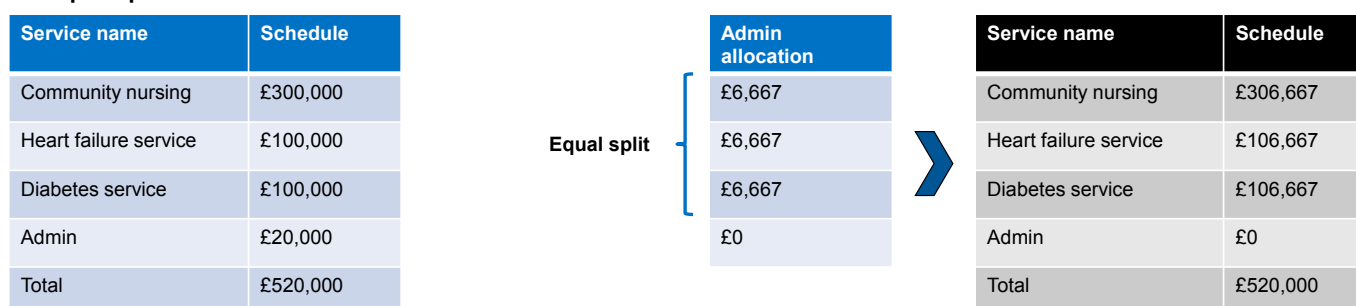 Service name Schedule
Community nursing £300,000
Heart failure service £100,000
Diabetes service £100,000
Admin £20,000
Total £520,000
Equal split
Admin
allocation
£6,667
£6,667
£6,667
£0
Service name Schedule
Community nursing £306,667
Heart failure service £106,667
Diabetes service £106,667
Admin £0
Total £520,000